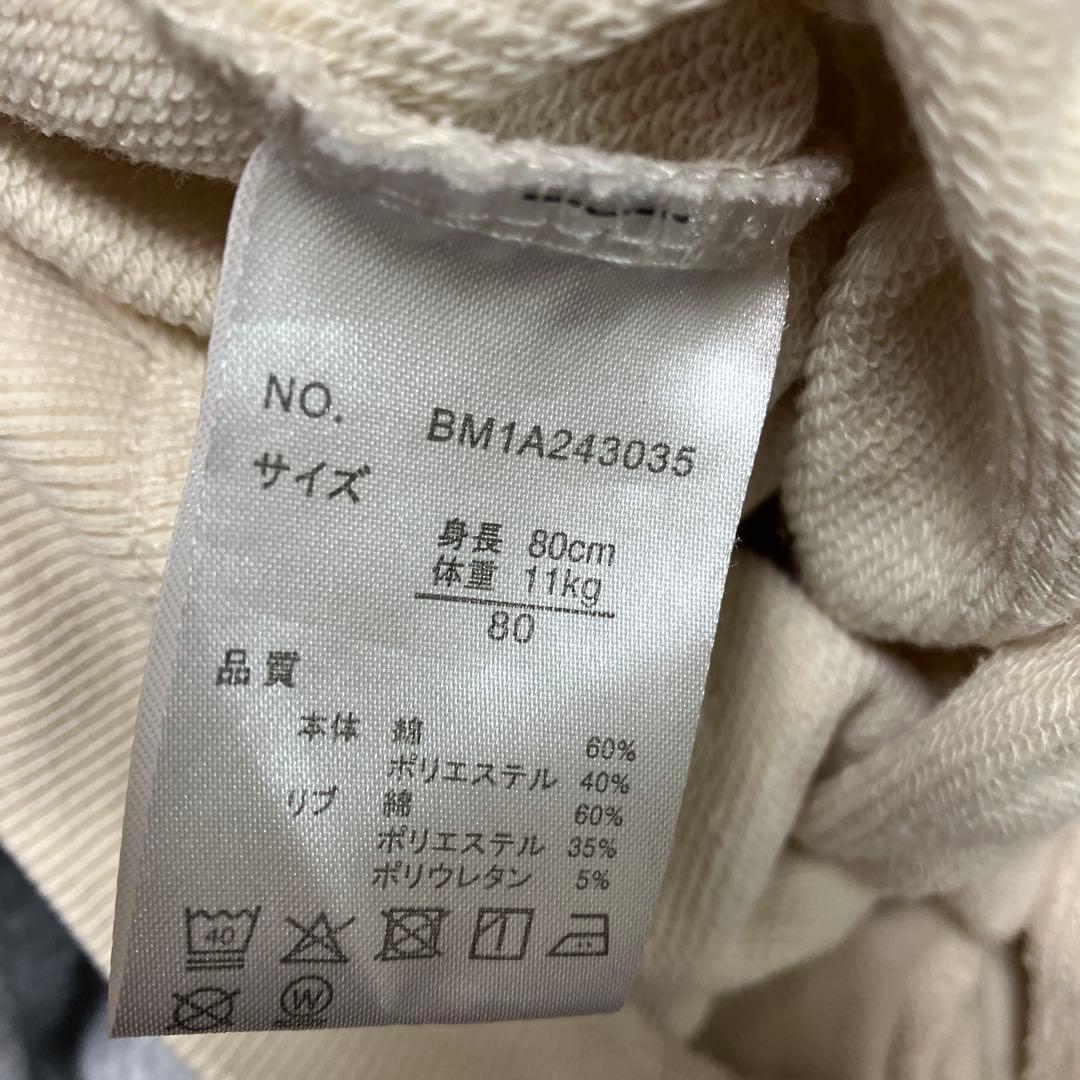 NO. BM1A243035
サイズ
身長 80cm
体重 11kg
80
品質
本体 綿 60%
ポリエステル 40%
リブ 綿 60%
ポリエステル 35%
ポリウレタン 5%
40
W